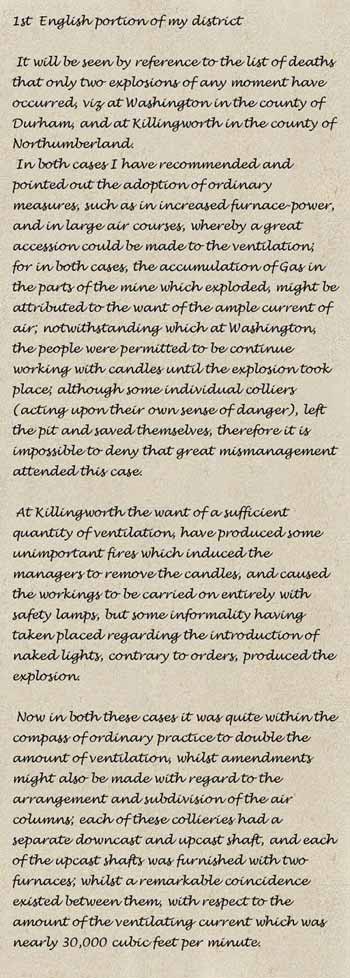 1st English portion of my district
It will be seen by reference to the list of deaths
that only two explosions of any moment have
occurred, viz at Washington in the county of
Durham, and at Killingworth in the county of
Northumberland.
In both cases I have recommended and
pointed out the adoption of ordinary
measures, such as in increased furnace-power,
and in large air courses, whereby a great
accession could be made to the ventilation;
for in both cases, the accumulation of Gas in
the parts of the mine which exploded, might be
attributed to the want of the ample current of
air; notwithstanding which at Washington,
the people were permitted to be continue
working with candles until the explosion took
place; although some individual colliers
(acting upon their own sense of danger), left
the pit and saved themselves, therefore it is
impossible to deny that great mismanagement
attended this case.
At Killingworth the want of a sufficient
quantity of ventilation, have produced some
unimportant fires which induced the
managers to remove the candles, and caused
the workings to be carried on entirely with
safety lamps, but some informality having
taken placed regarding the introduction of
naked lights, contrary to orders, produced the
explosion.
Now in both these cases it was quite within the
compass of ordinary practice to double the
amount of ventilation, whilst amendments
might also be made with regard to the
arrangement and subdivision of the air
columns; each of these collieries had a
separate downcast and upcast shaft, and each
of the upcast shafts was furnished with two
furnaces; whilst a remarkable coincidence
existed between them, with respect to the
amount of the ventilating current which was
nearly 30,000 cubic feet per minute.